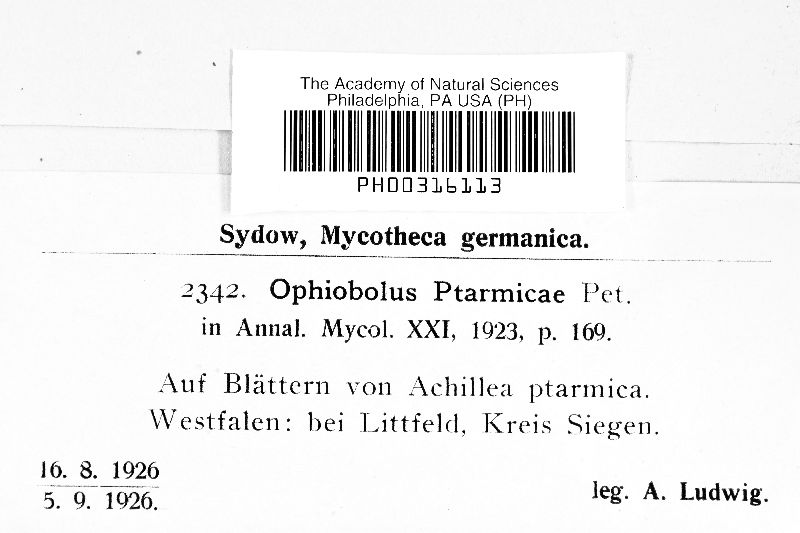 The Academy of Natural Sciences
Philadelphia, PA USA (PH)
PH00316113
Sydow, Mycotheca germanica.
2342. Ophiobolus Ptarmicae Pet.
in Annal. Mycol. XXI, 1923, p. 169.
Auf Blättern von Achillea ptarmica.
Westfalen: bei Littfeld, Kreis Siegen.
16. 8. 1926
5. 9. 1926.
leg. A. Ludwig.